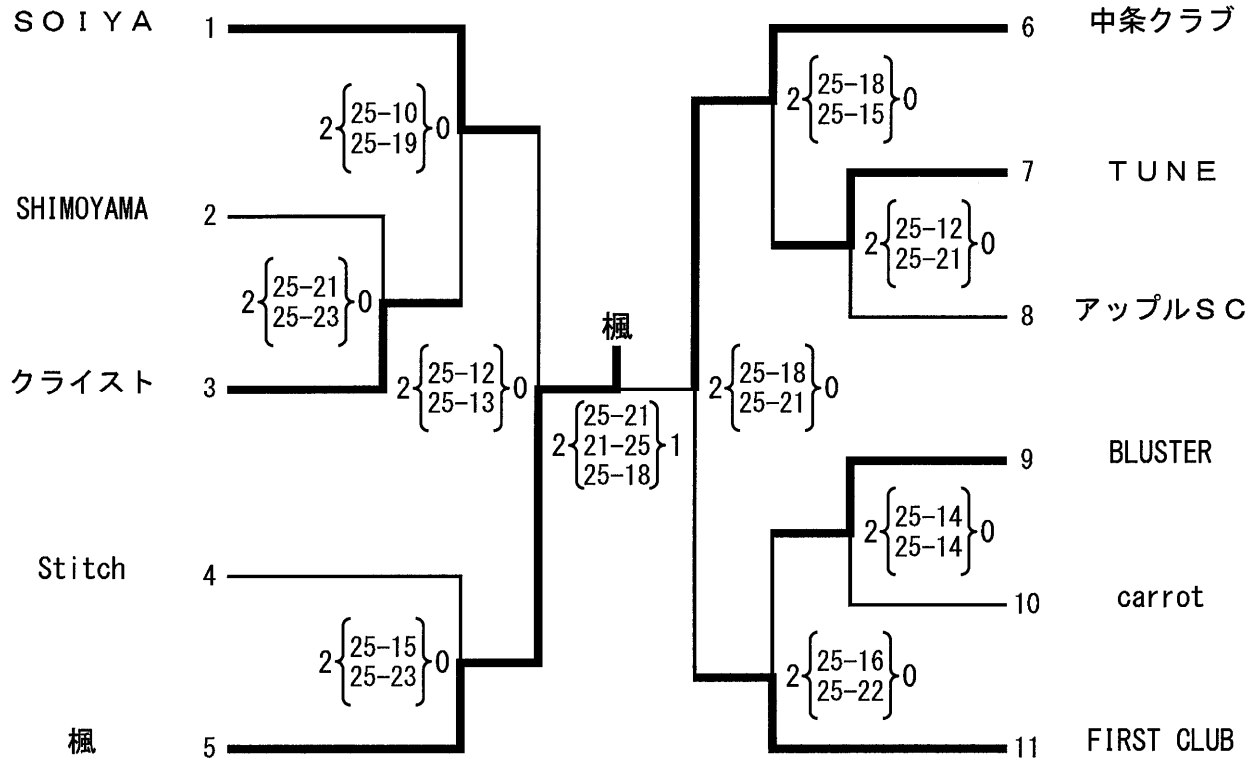 ＳＯＩＹＡ 1
2 25-10 0
25-19
SHIMOYAMA 2
2 25-21 0
25-23
クライスト 3
2 25-12 0
25-13
Stitch 4
2 25-15 0
25-23
楓 5
楓
2 25-21 1
21-25
25-18
6 中条クラブ
2 25-18 0
25-15
7 ＴＵＮＥ
2 25-12 0
25-21
8 アップルＳＣ
2 25-18 0
25-21
9 BLUSTER
2 25-14 0
25-14
10 carrot
2 25-16 0
25-22
11 FIRST CLUB